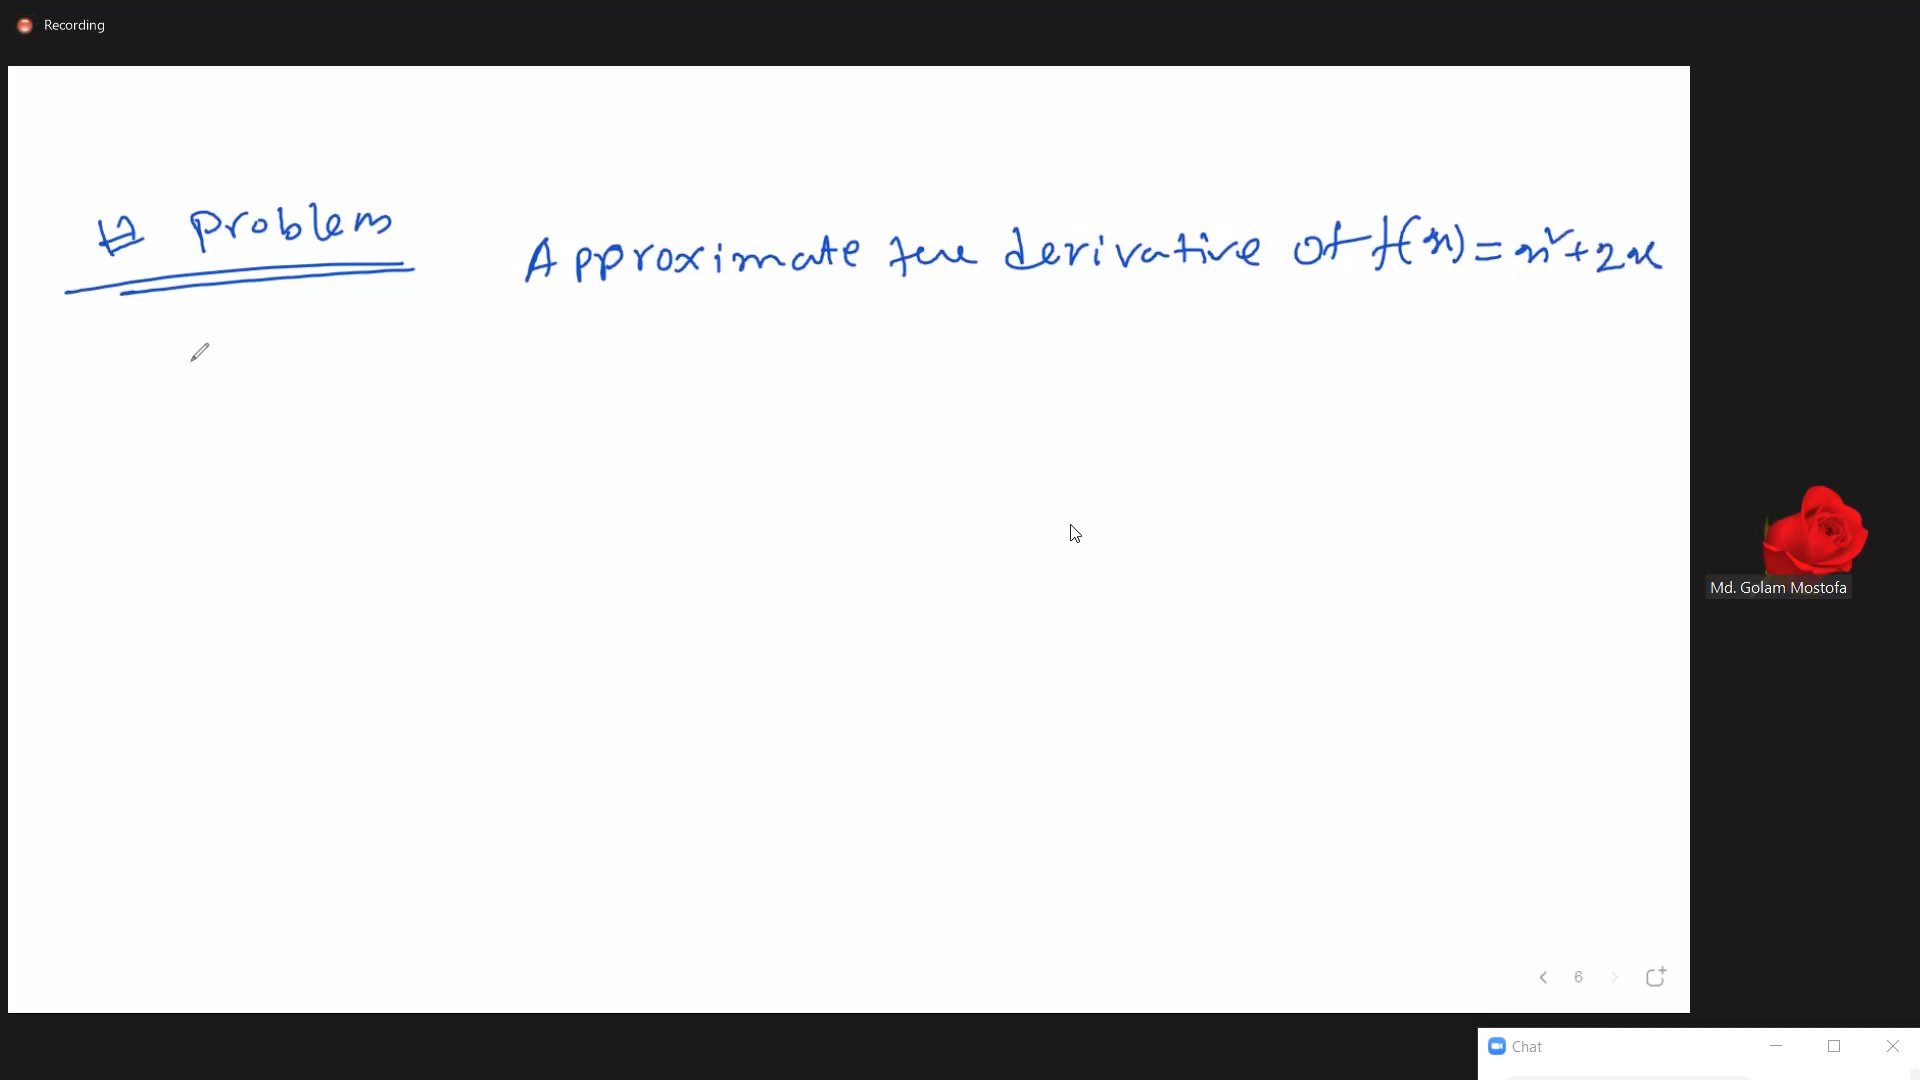 Recording
# Problem
Approximate the derivative of f(x) = x² + 2x
Md. Golam Mostofa
6
Chat